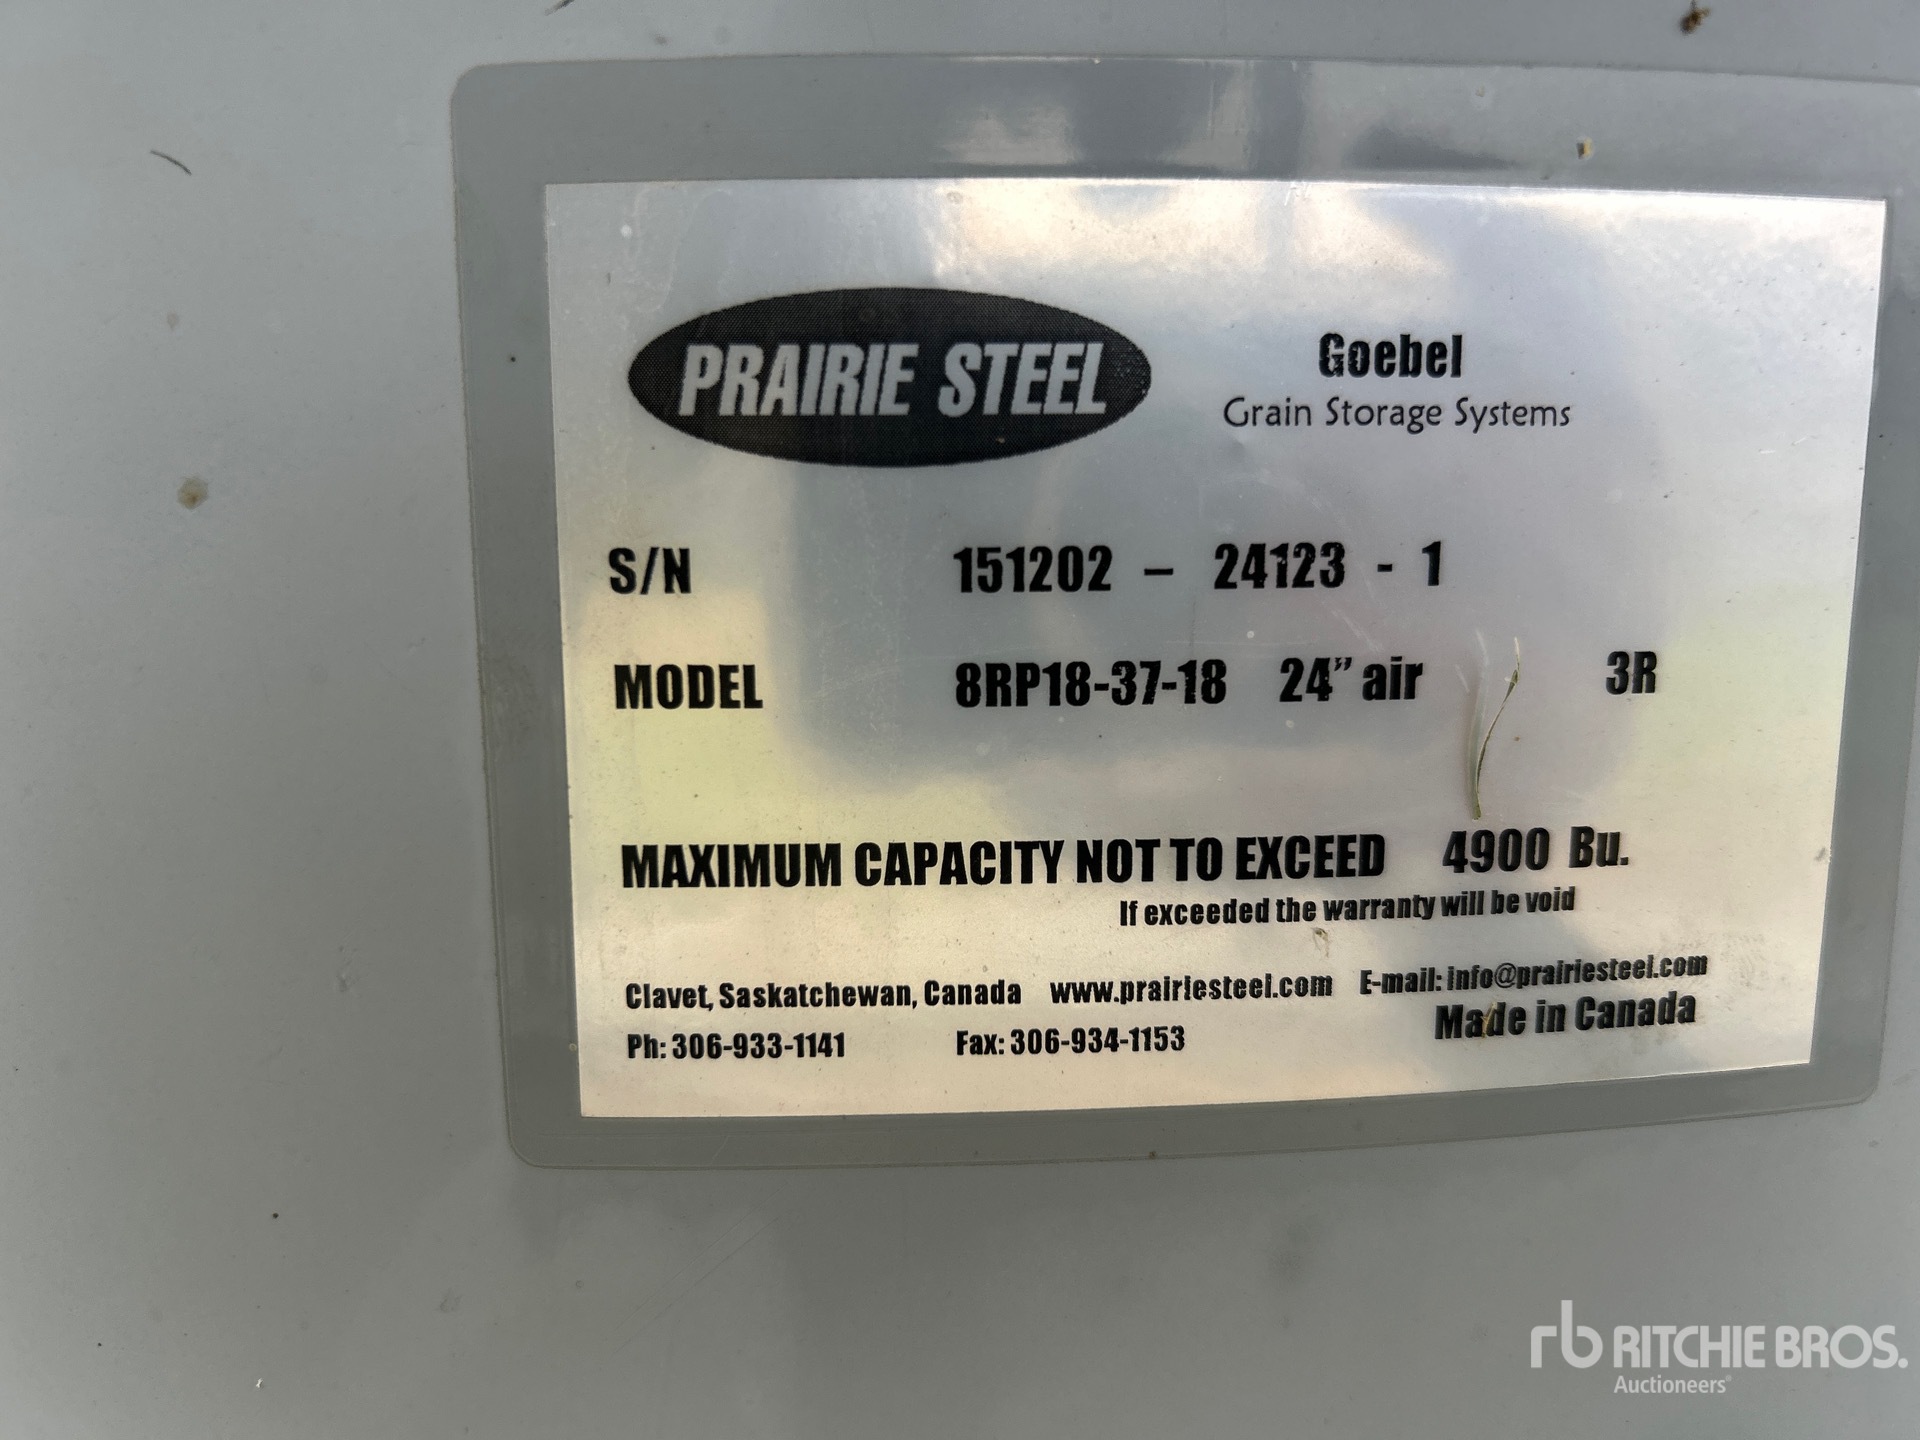 PRAIRIE STEEL
Goebel
Grain Storage Systems
S/N 151202 – 24123 - 1
MODEL 8RP18-37-18 24" air 3R
MAXIMUM CAPACITY NOT TO EXCEED 4900 Bu.
If exceeded the warranty will be void
Clavet, Saskatchewan, Canada www.prairiesteel.com E-mail: info@prairiesteel.com
Ph: 306-933-1141 Fax: 306-934-1153 Made in Canada
rb RITCHIE BROS.
Auctioneers